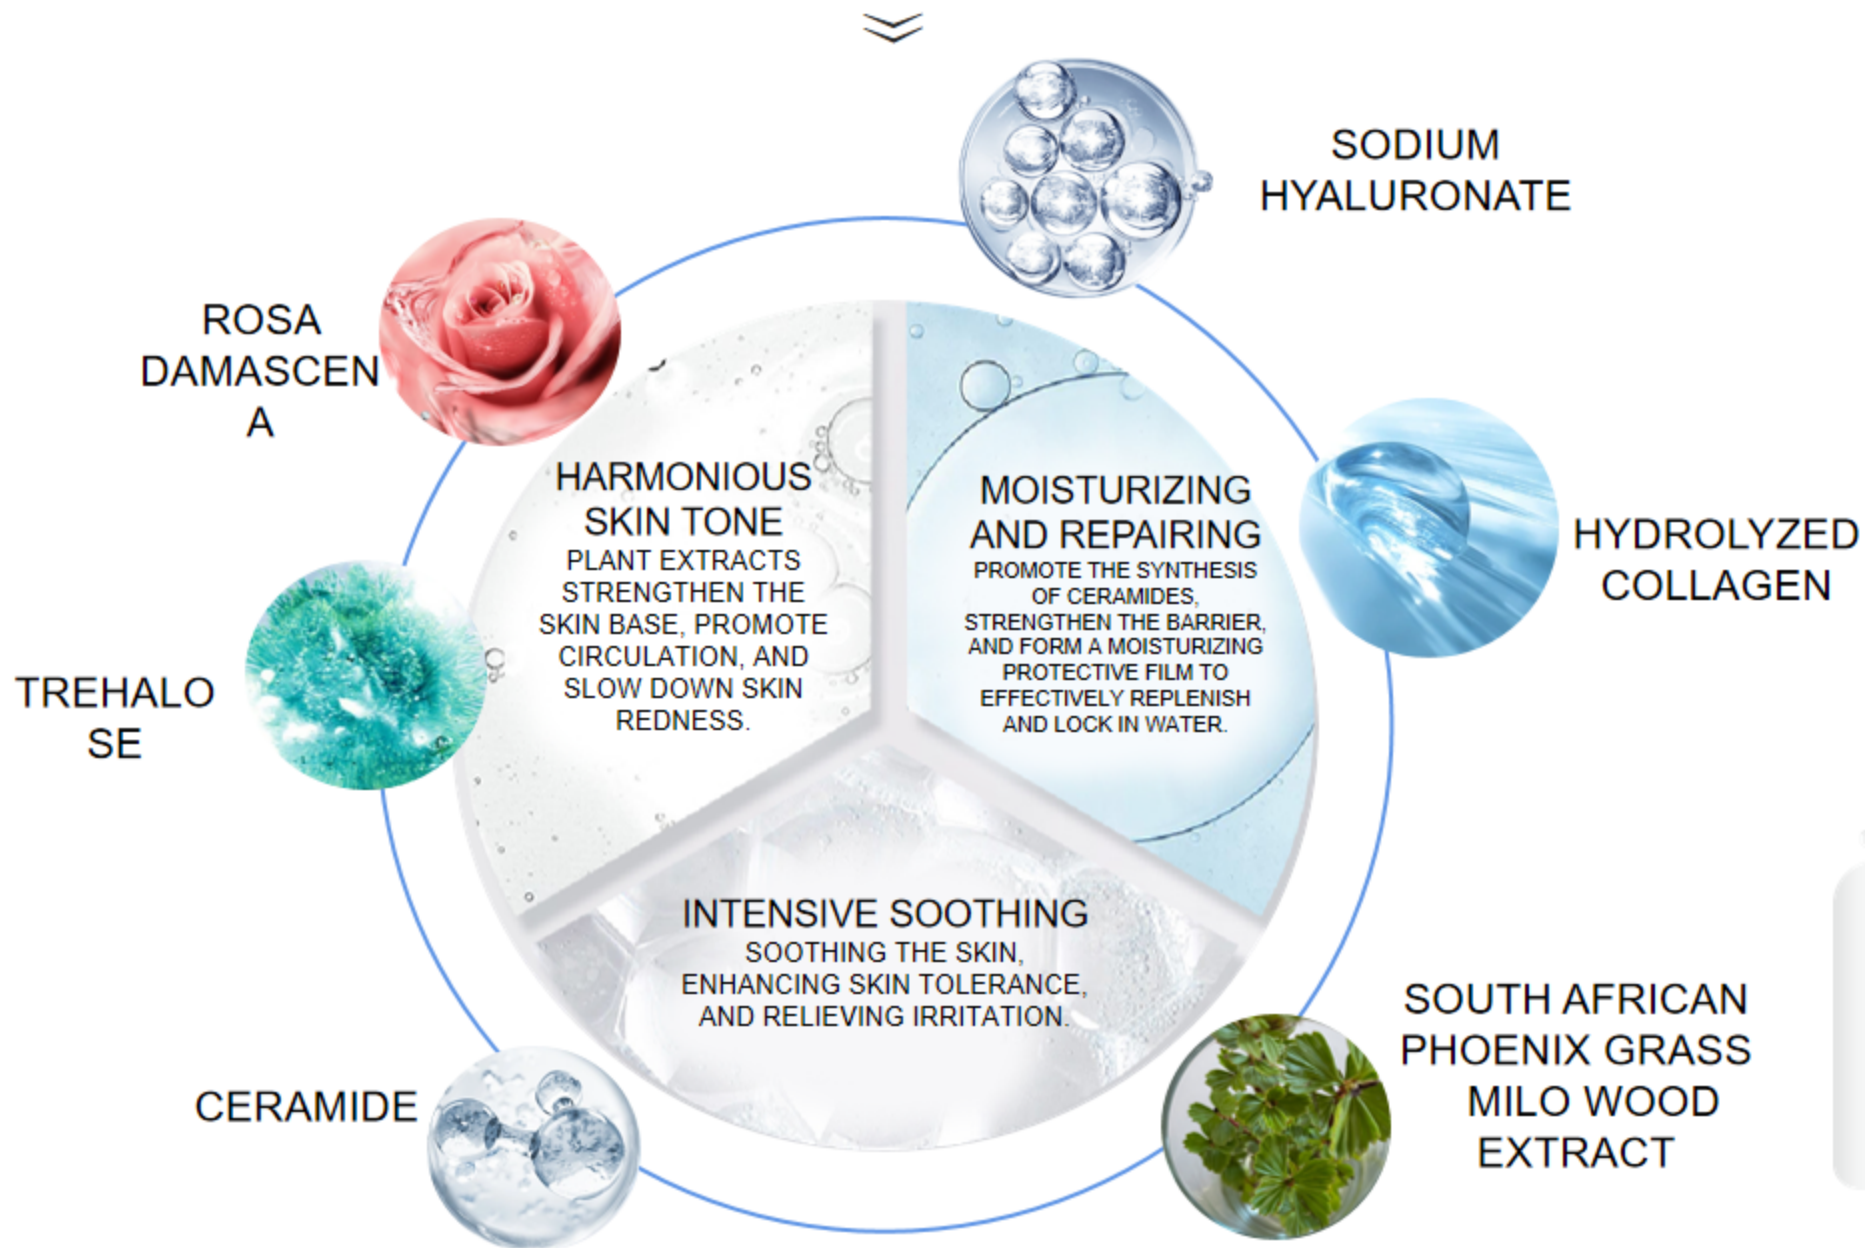 SODIUM
HYALURONATE
ROSA
DAMASCEN
A
HARMONIOUS
SKIN TONE
PLANT EXTRACTS
STRENGTHEN THE
SKIN BASE, PROMOTE
CIRCULATION, AND
SLOW DOWN SKIN
REDNESS.
MOISTURIZING
AND REPAIRING
PROMOTE THE SYNTHESIS
OF CERAMIDES,
STRENGTHEN THE BARRIER,
AND FORM A MOISTURIZING
PROTECTIVE FILM TO
EFFECTIVELY REPLENISH
AND LOCK IN WATER.
HYDROLYZED
COLLAGEN
TREHALO
SE
INTENSIVE SOOTHING
SOOTHING THE SKIN,
ENHANCING SKIN TOLERANCE,
AND RELIEVING IRRITATION.
CERAMIDE
SOUTH AFRICAN
PHOENIX GRASS
MILO WOOD
EXTRACT